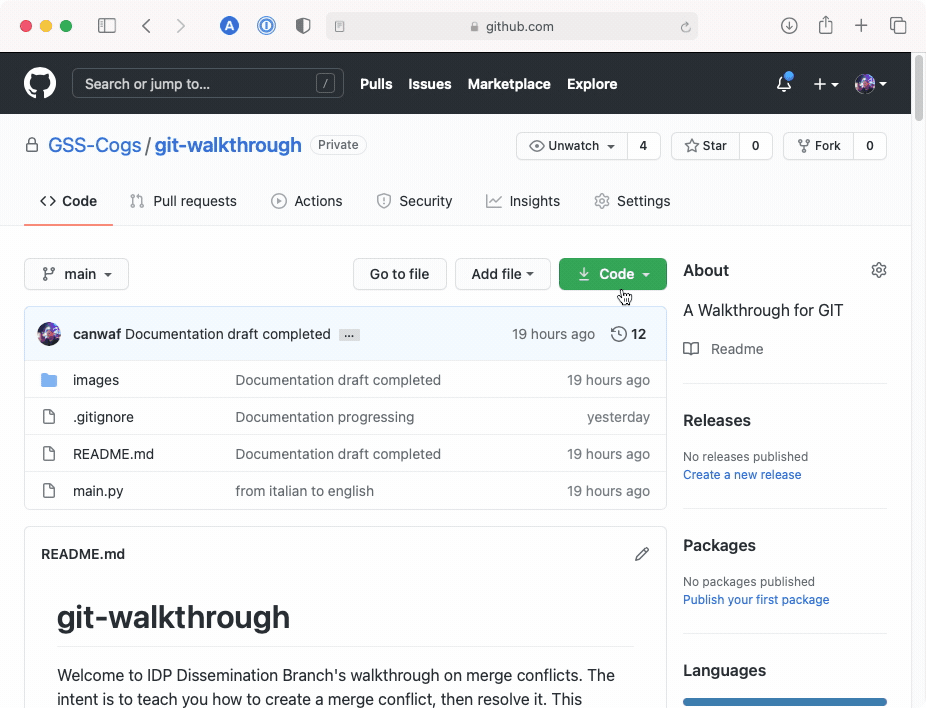 github.com
Search or jump to... /
Pulls Issues Marketplace Explore
GSS-Cogs / git-walkthrough Private
Unwatch 4 Star 0 Fork 0
Code Pull requests Actions Security Insights Settings
main Go to file Add file Code
canwaf Documentation draft completed ... 19 hours ago 12
images Documentation draft completed 19 hours ago
.gitignore Documentation progressing yesterday
README.md Documentation draft completed 19 hours ago
main.py from italian to english 19 hours ago
README.md
git-walkthrough
Welcome to IDP Dissemination Branch's walkthrough on merge conflicts. The
intent is to teach you how to create a merge conflict, then resolve it. This
About
A Walkthrough for GIT
Readme
Releases
No releases published
Create a new release
Packages
No packages published
Publish your first package
Languages